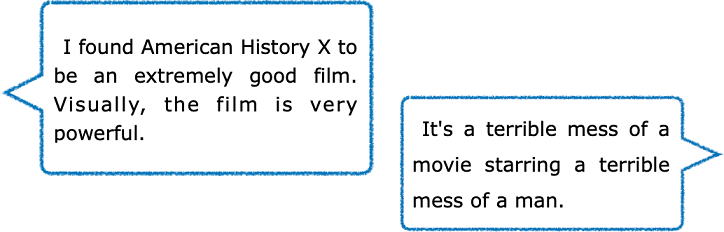 I found American History X to
be an extremely good film.
Visually, the film is very
powerful.
It's a terrible mess of a
movie starring a terrible
mess of a man.